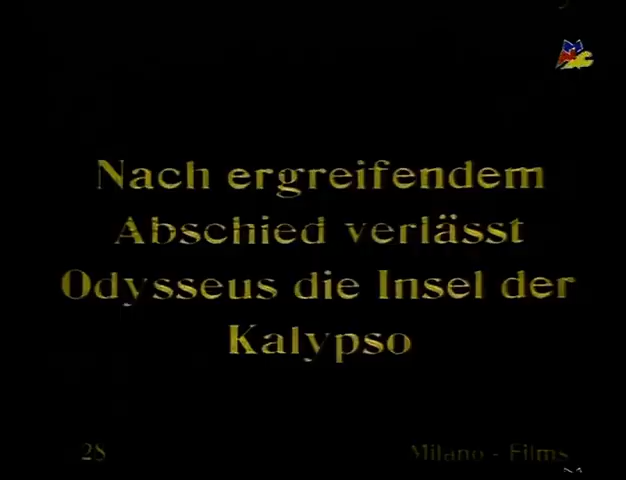 Nach ergreifendem
Abschied verlässt
Odysseus die Insel der
Kalypso
28
Milano - Films